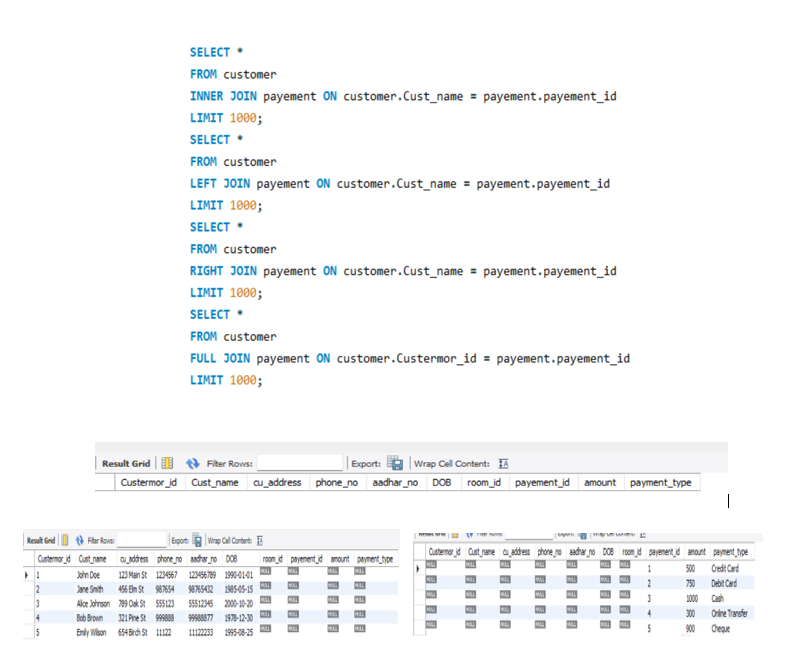 SELECT *
FROM customer
INNER JOIN payement ON customer.Cust_name = payement.payement_id
LIMIT 1000;
SELECT *
FROM customer
LEFT JOIN payement ON customer.Cust_name = payement.payement_id
LIMIT 1000;
SELECT *
FROM customer
RIGHT JOIN payement ON customer.Cust_name = payement.payement_id
LIMIT 1000;
SELECT *
FROM customer
FULL JOIN payement ON customer.Custermor_id = payement.payement_id
LIMIT 1000;
Result Grid Filter Rows: Export: Wrap Cell Content:
Custermor_id Cust_name cu_address phone_no aadhar_no DOB room_id payement_id amount payment_type
Result Grid Filter Rows: Export: Wrap Cell Content:
Custermor_id Cust_name cu_address phone_no aadhar_no DOB room_id payement_id amount payment_type
1 John Doe 123 Main St 1234567 123456789 1990-01-01 NULL NULL NULL NULL
2 Jane Smith 456 Elm St 987654 98765432 1985-05-15 NULL NULL NULL NULL
3 Alice Johnson 789 Oak St 555123 55512345 2000-10-20 NULL NULL NULL NULL
4 Bob Brown 321 Pine St 999888 99988877 1978-12-30 NULL NULL NULL NULL
5 Emily Wilson 654 Birch St 11122 11122233 1995-08-25 NULL NULL NULL NULL
Custermor_id Cust_name cu_address phone_no aadhar_no DOB room_id payement_id amount payment_type
NULL NULL NULL NULL NULL NULL NULL 1 500 Credit Card
NULL NULL NULL NULL NULL NULL NULL 2 750 Debit Card
NULL NULL NULL NULL NULL NULL NULL 3 1000 Cash
NULL NULL NULL NULL NULL NULL NULL 4 300 Online Transfer
NULL NULL NULL NULL NULL NULL NULL 5 900 Cheque